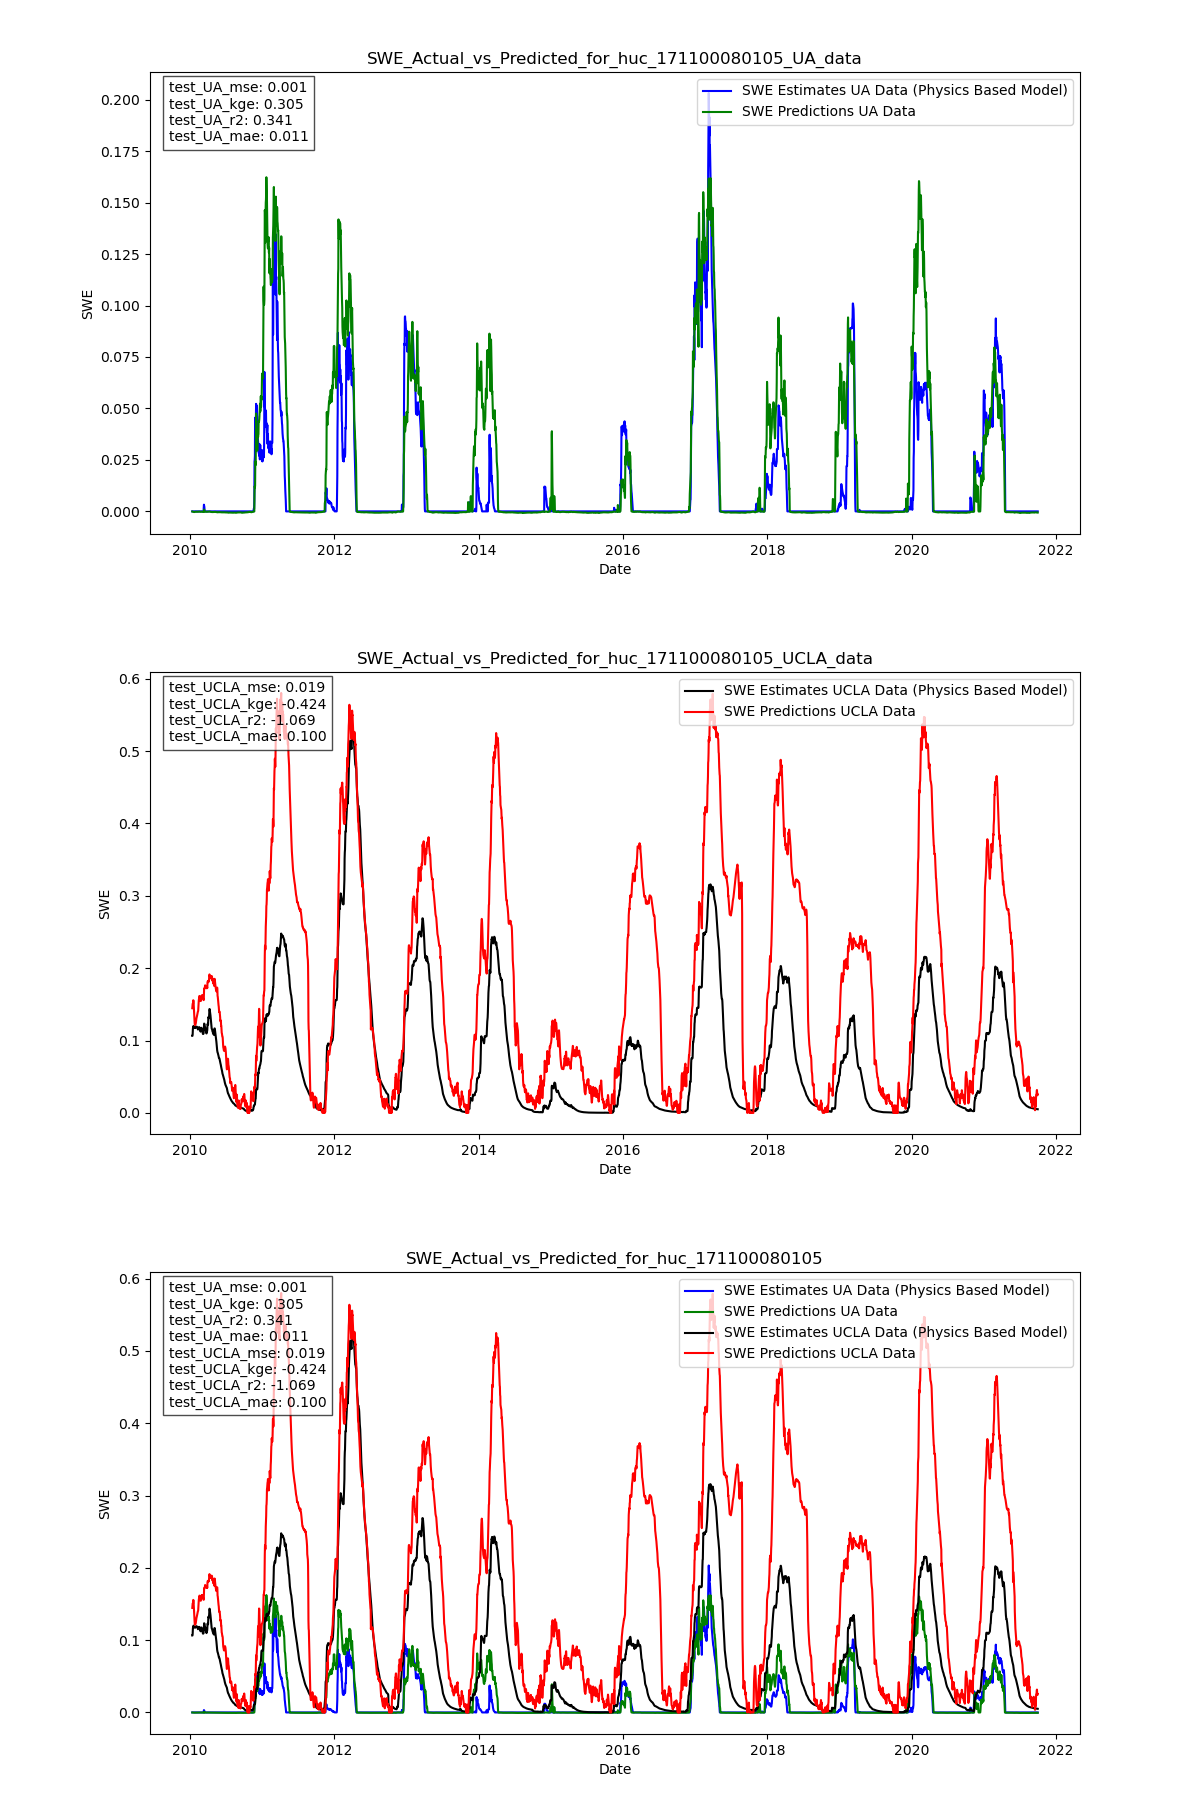 SWE_Actual_vs_Predicted_for_huc_171100080105_UA_data
test_UA_mse: 0.001
test_UA_kge: 0.305
test_UA_r2: 0.341
test_UA_mae: 0.011
SWE Estimates UA Data (Physics Based Model)
SWE Predictions UA Data
0.200
0.175
0.150
0.125
0.100
0.075
0.050
0.025
0.000
SWE
2010 2012 2014 2016 2018 2020 2022
Date
SWE_Actual_vs_Predicted_for_huc_171100080105_UCLA_data
test_UCLA_mse: 0.019
test_UCLA_kge: -0.424
test_UCLA_r2: -1.069
test_UCLA_mae: 0.100
SWE Estimates UCLA Data (Physics Based Model)
SWE Predictions UCLA Data
0.6
0.5
0.4
0.3
0.2
0.1
0.0
SWE
2010 2012 2014 2016 2018 2020 2022
Date
SWE_Actual_vs_Predicted_for_huc_171100080105
test_UA_mse: 0.001
test_UA_kge: 0.305
test_UA_r2: 0.341
test_UA_mae: 0.011
test_UCLA_mse: 0.019
test_UCLA_kge: -0.424
test_UCLA_r2: -1.069
test_UCLA_mae: 0.100
SWE Estimates UA Data (Physics Based Model)
SWE Predictions UA Data
SWE Estimates UCLA Data (Physics Based Model)
SWE Predictions UCLA Data
0.6
0.5
0.4
0.3
0.2
0.1
0.0
SWE
2010 2012 2014 2016 2018 2020 2022
Date